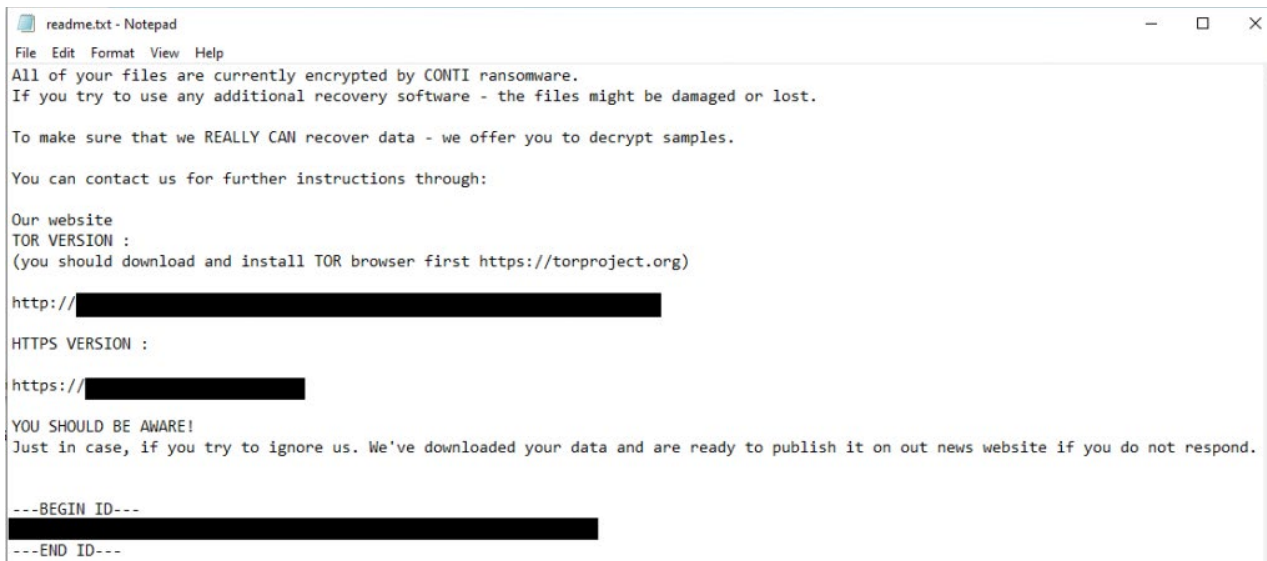 readme.txt - Notepad
File Edit Format View Help
All of your files are currently encrypted by CONTI ransomware.
If you try to use any additional recovery software - the files might be damaged or lost.
To make sure that we REALLY CAN recover data - we offer you to decrypt samples.
You can contact us for further instructions through:
Our website
TOR VERSION :
(you should download and install TOR browser first https://torproject.org)
http://
HTTPS VERSION :
https://
YOU SHOULD BE AWARE!
Just in case, if you try to ignore us. We've downloaded your data and are ready to publish it on out news website if you do not respond.
---BEGIN ID---
---END ID---